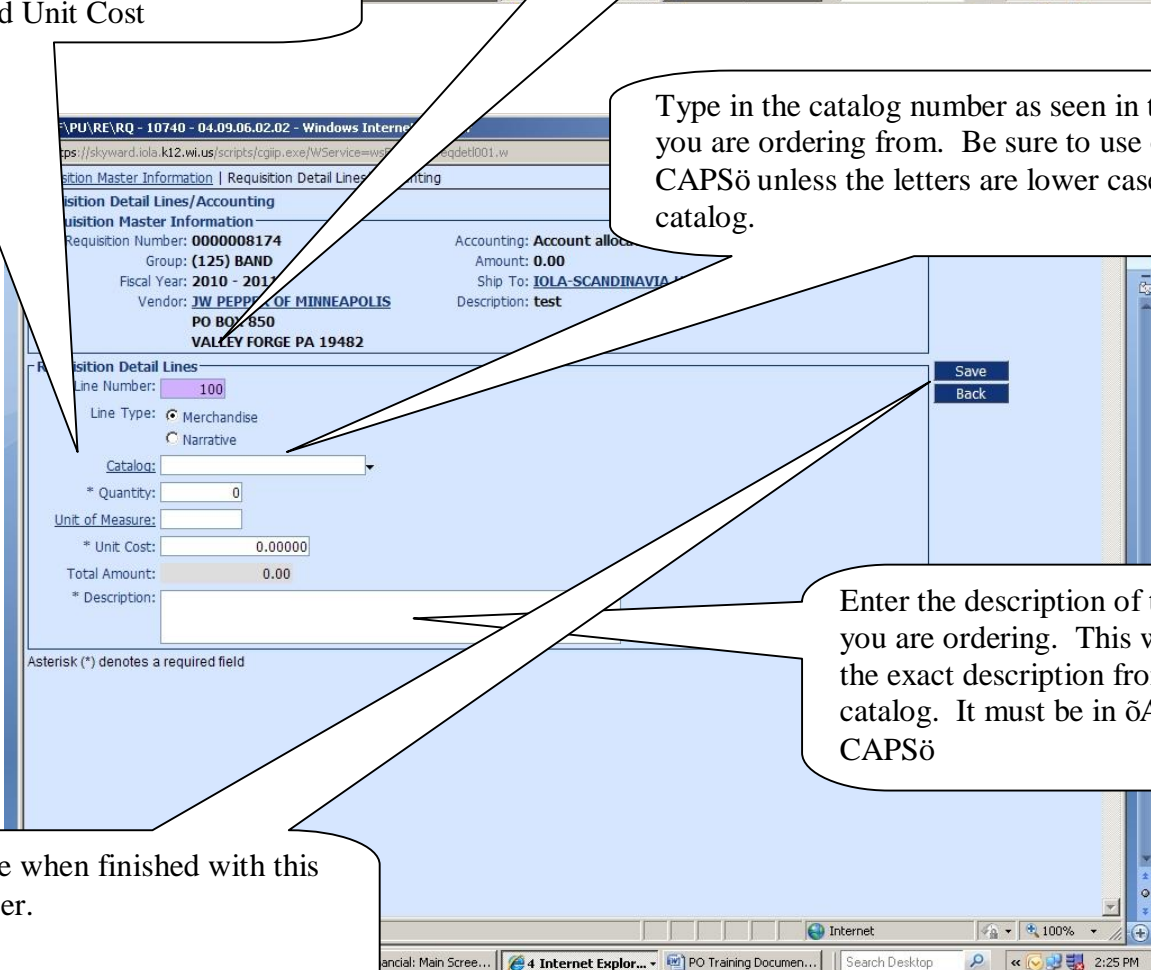 d Unit Cost
Type in the catalog number as seen in
you are ordering from. Be sure to use
CAPSö unless the letters are lower case
catalog.
F\PU\RE\RQ - 10740 - 04.09.06.02.02 - Windows Interne
tps://skyward.iola.k12.wi.us/scripts/cgiip.exe/WService=ws eqdetl001.w
sition Master Information | Requisition Detail Lines nting
isition Detail Lines/Accounting
uisition Master Information
Requisition Number: 0000008174
Accounting: Account alloca
Group: (125) BAND
Amount: 0.00
Fiscal Year: 2010 - 2011
Ship To: IOLA-SCANDINAVIA
Vendor: JW PEPPER OF MINNEAPOLIS
Description: test
PO BOX 850
VALLEY FORGE PA 19482
Requisition Detail Lines
Save
Line Number: 100
Back
Line Type: Merchandise
Narrative
Catalog:
* Quantity: 0
Unit of Measure:
* Unit Cost: 0.00000
Total Amount: 0.00
* Description:
Enter the description of
you are ordering. This
the exact description from
catalog. It must be in õA
CAPSö
Asterisk (*) denotes a required field
e when finished with this
er.
Internet
100%
ancial: Main Scree...
4 Internet Explor...
PO Training Documen...
Search Desktop
2:25 PM